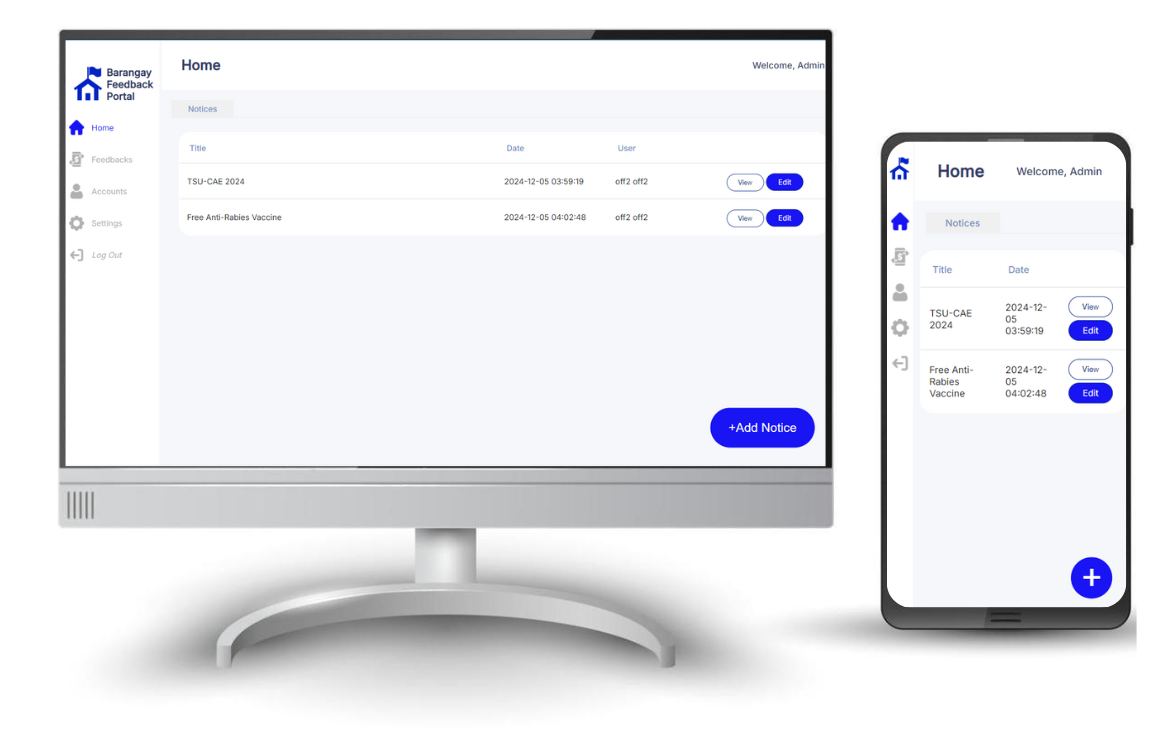 Barangay
Feedback
Portal
Home
Welcome, Admin
Home
Feedbacks
Accounts
Settings
Log Out
Notices
Title Date User
TSU-CAE 2024 2024-12-05 03:59:19 off2 off2 View Edit
Free Anti-Rabies Vaccine 2024-12-05 04:02:48 off2 off2 View Edit
+Add Notice
Home
Welcome, Admin
Notices
Title Date
TSU-CAE
2024
2024-12-
05
03:59:19
View
Edit
Free Anti-
Rabies
Vaccine
2024-12-
05
04:02:48
View
Edit
+